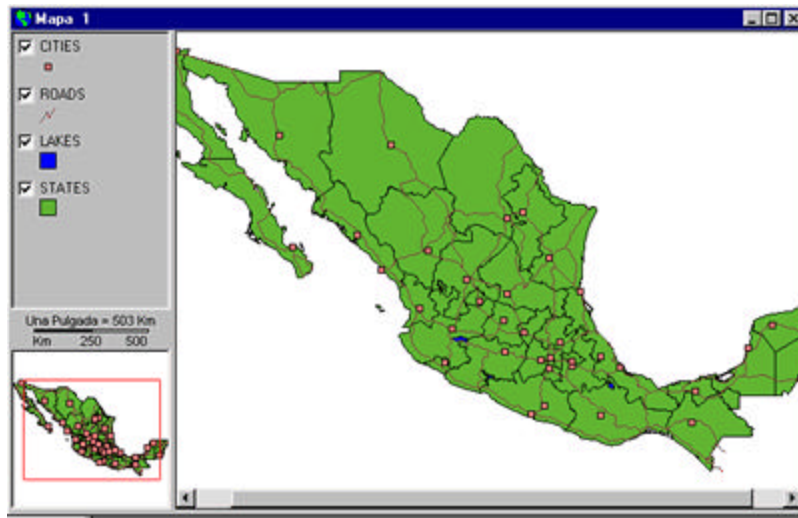 Mapa 1
CITIES
ROADS
LAKES
STATES
Una Pulgada = 503 Km
Km 250 500